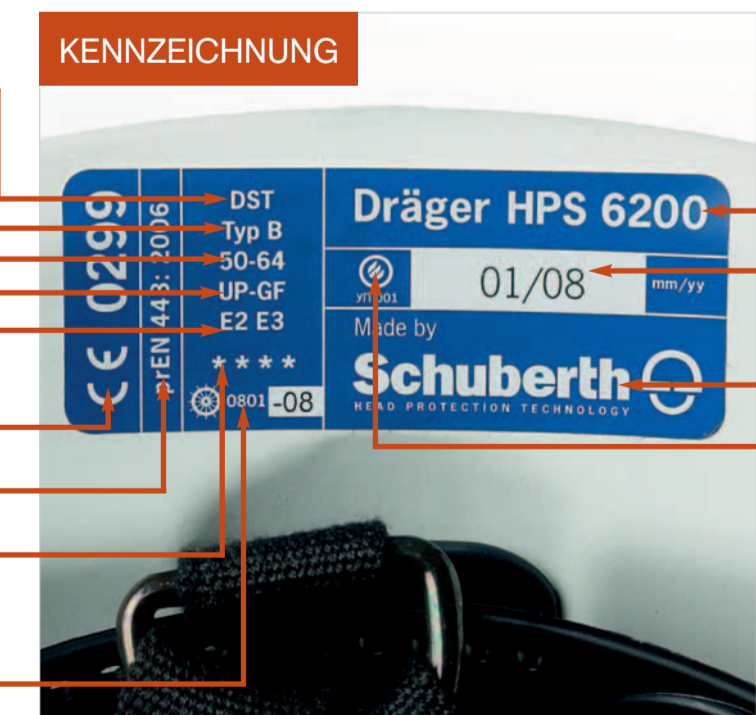 KENNZEICHNUNG
CE 0299
prEN 443: 2006
DST
Typ B
50-64
UP-GF
E2 E3
****
0801 -08
Dräger HPS 6200
УП001
01/08
mm/yy
Made by
Schuberth
HEAD PROTECTION TECHNOLOGY